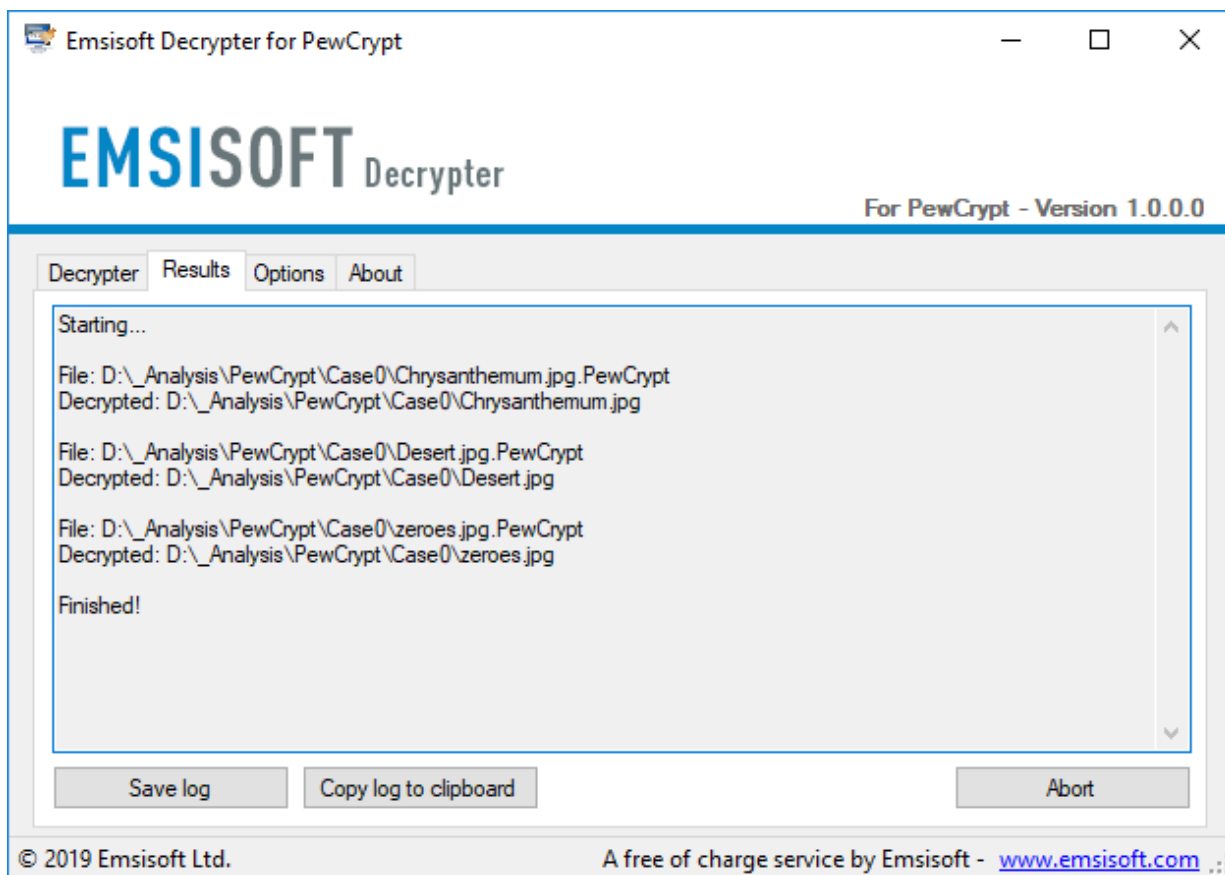 Emsisoft Decrypter for PewCrypt
EMSISOFT Decrypter
For PewCrypt - Version 1.0.0.0
Decrypter Results Options About
Starting...
File: D:\_Analysis\PewCrypt\Case0\Chrysanthemum.jpg.PewCrypt
Decrypted: D:\_Analysis\PewCrypt\Case0\Chrysanthemum.jpg
File: D:\_Analysis\PewCrypt\Case0\Desert.jpg.PewCrypt
Decrypted: D:\_Analysis\PewCrypt\Case0\Desert.jpg
File: D:\_Analysis\PewCrypt\Case0\zeroes.jpg.PewCrypt
Decrypted: D:\_Analysis\PewCrypt\Case0\zeroes.jpg
Finished!
Save log Copy log to clipboard Abort
© 2019 Emsisoft Ltd. A free of charge service by Emsisoft - www.emsisoft.com